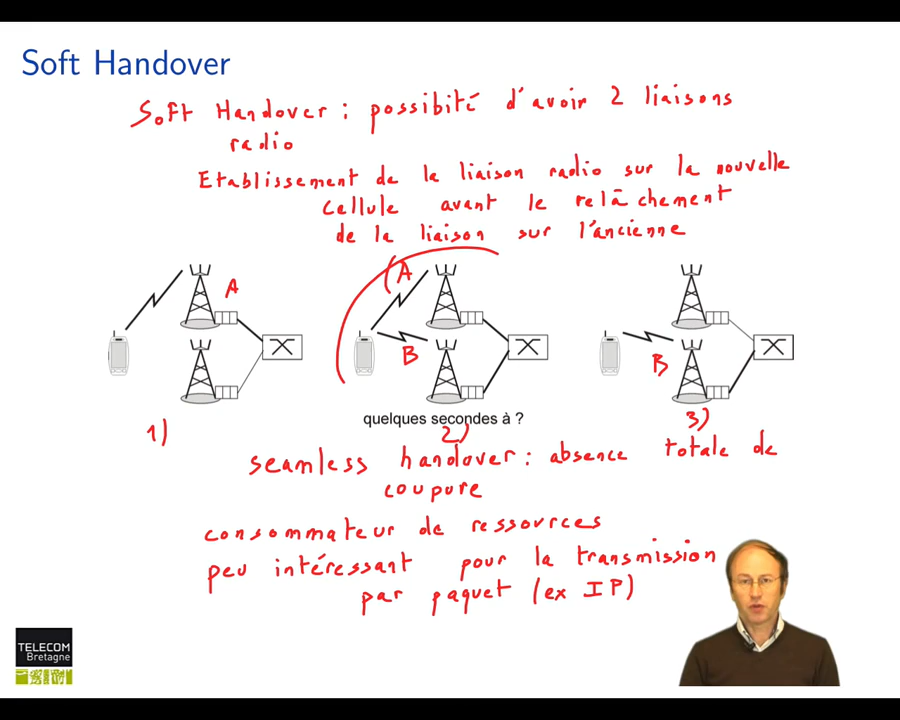 Soft Handover
Soft Handover : possibité d'avoir 2 liaisons
radio
Etablissement de le liaison radio sur la nouvelle
cellule avant le relâchement
de la liaison sur l'ancienne
A
(A
B
B
quelques secondes à ?
1)
2)
3)
seamless handover : absence totale de
coupure
consommateur de ressources
peu intéressant pour la transmission
par paquet (ex IP)
TELECOM
Bretagne